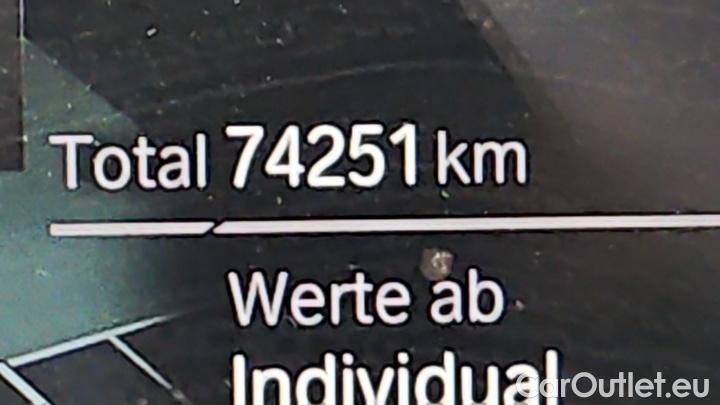 Total 74251 km
Werte ab
Individual
CarOutlet.eu